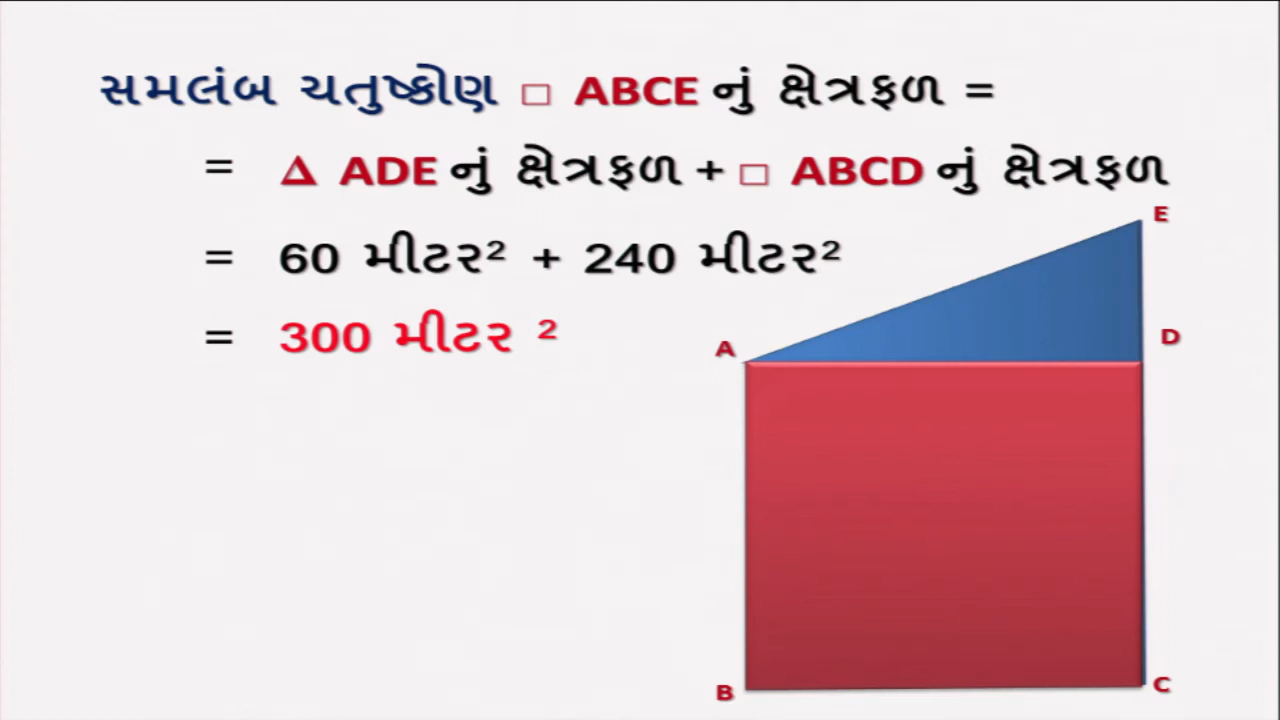 સમલંબ ચતુષ્કોણ □ ABCE નું ક્ષેત્રફળ =
= Δ ADE નું ક્ષેત્રફળ + □ ABCD નું ક્ષેત્રફળ
= 60 મીટર² + 240 મીટર²
= 300 મીટર ²
E
D
A
B
C